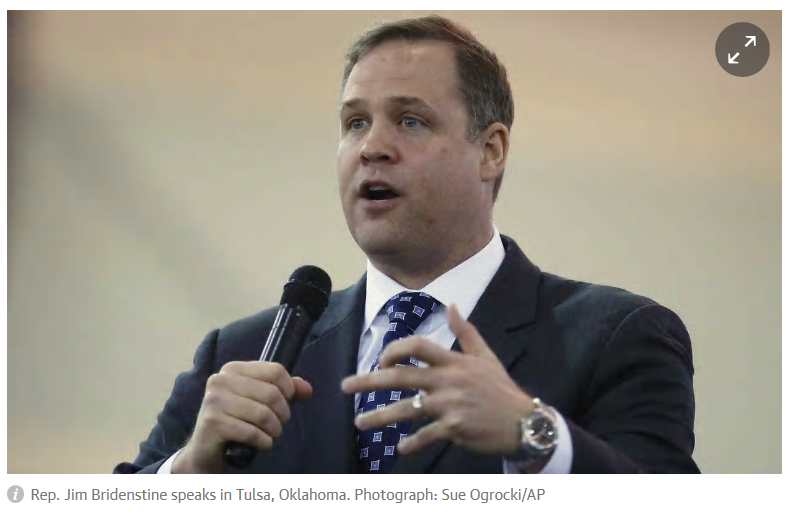 Rep. Jim Bridenstine speaks in Tulsa, Oklahoma. Photograph: Sue Ogrocki/AP